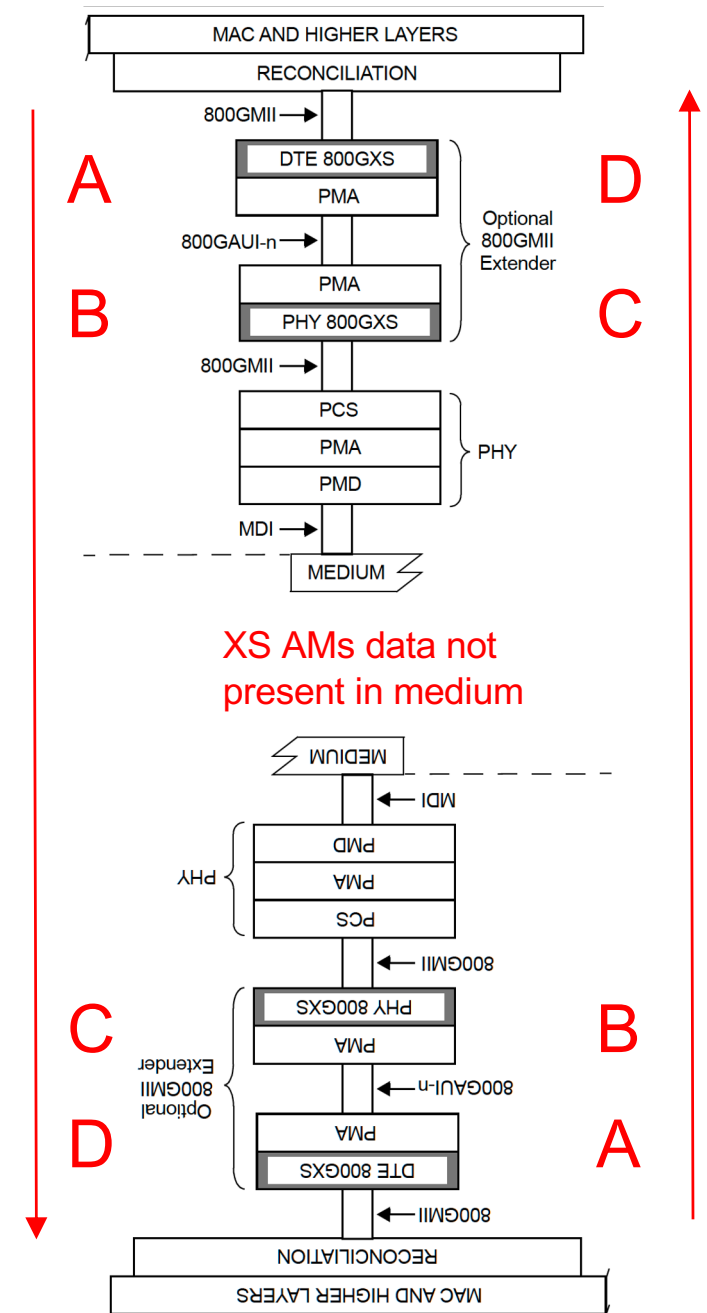 MAC AND HIGHER LAYERS
RECONCILIATION
800GMII
A
DTE 800GXS
D
PMA
Optional
800GMII
Extender
800GAUI-n
B
PMA
C
PHY 800GXS
800GMII
PCS
PMA
PHY
PMD
MDI
MEDIUM
XS AMs data not
present in medium
MEDIUM
MDI
PMD
PMA
PHY
PCS
800GMII
PHY 800GXS
C
PMA
B
Optional
800GMII
Extender
800GAUI-n
PMA
D
DTE 800GXS
A
800GMII
RECONCILIATION
MAC AND HIGHER LAYERS